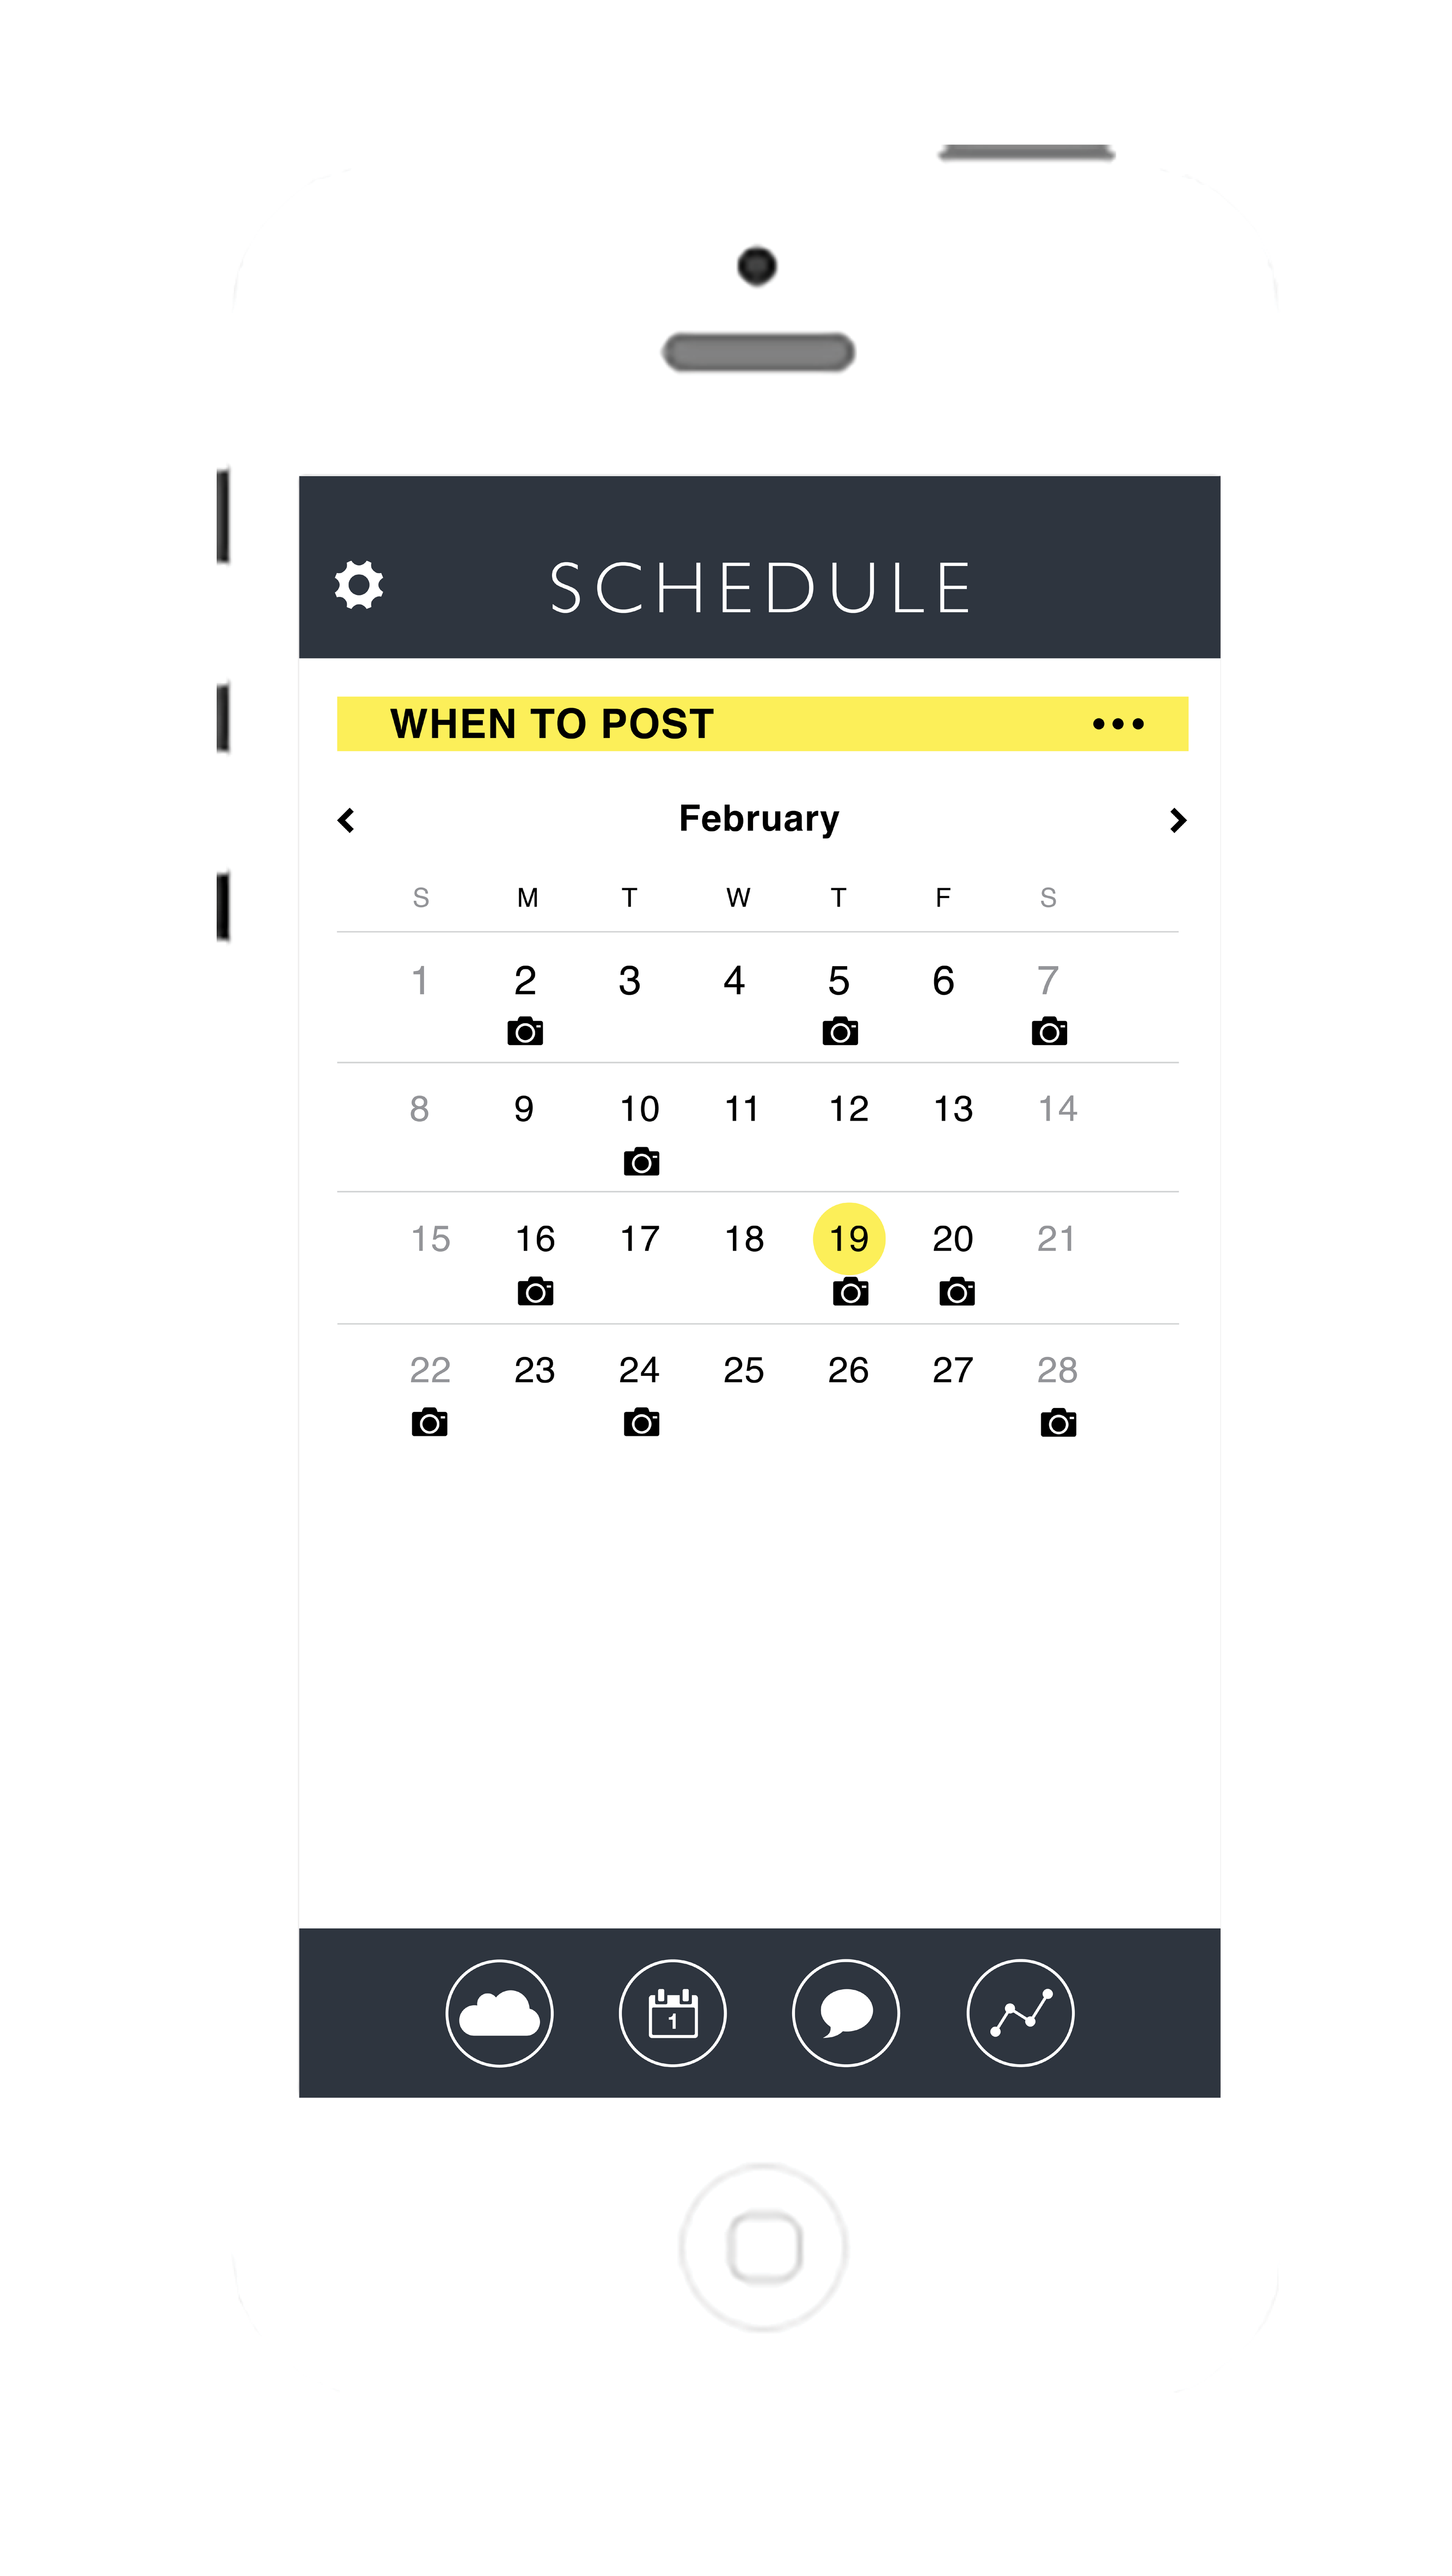 SCHEDULE
WHEN TO POST
February
S M T W T F S
1 2 3 4 5 6 7
8 9 10 11 12 13 14
15 16 17 18 19 20 21
22 23 24 25 26 27 28
1